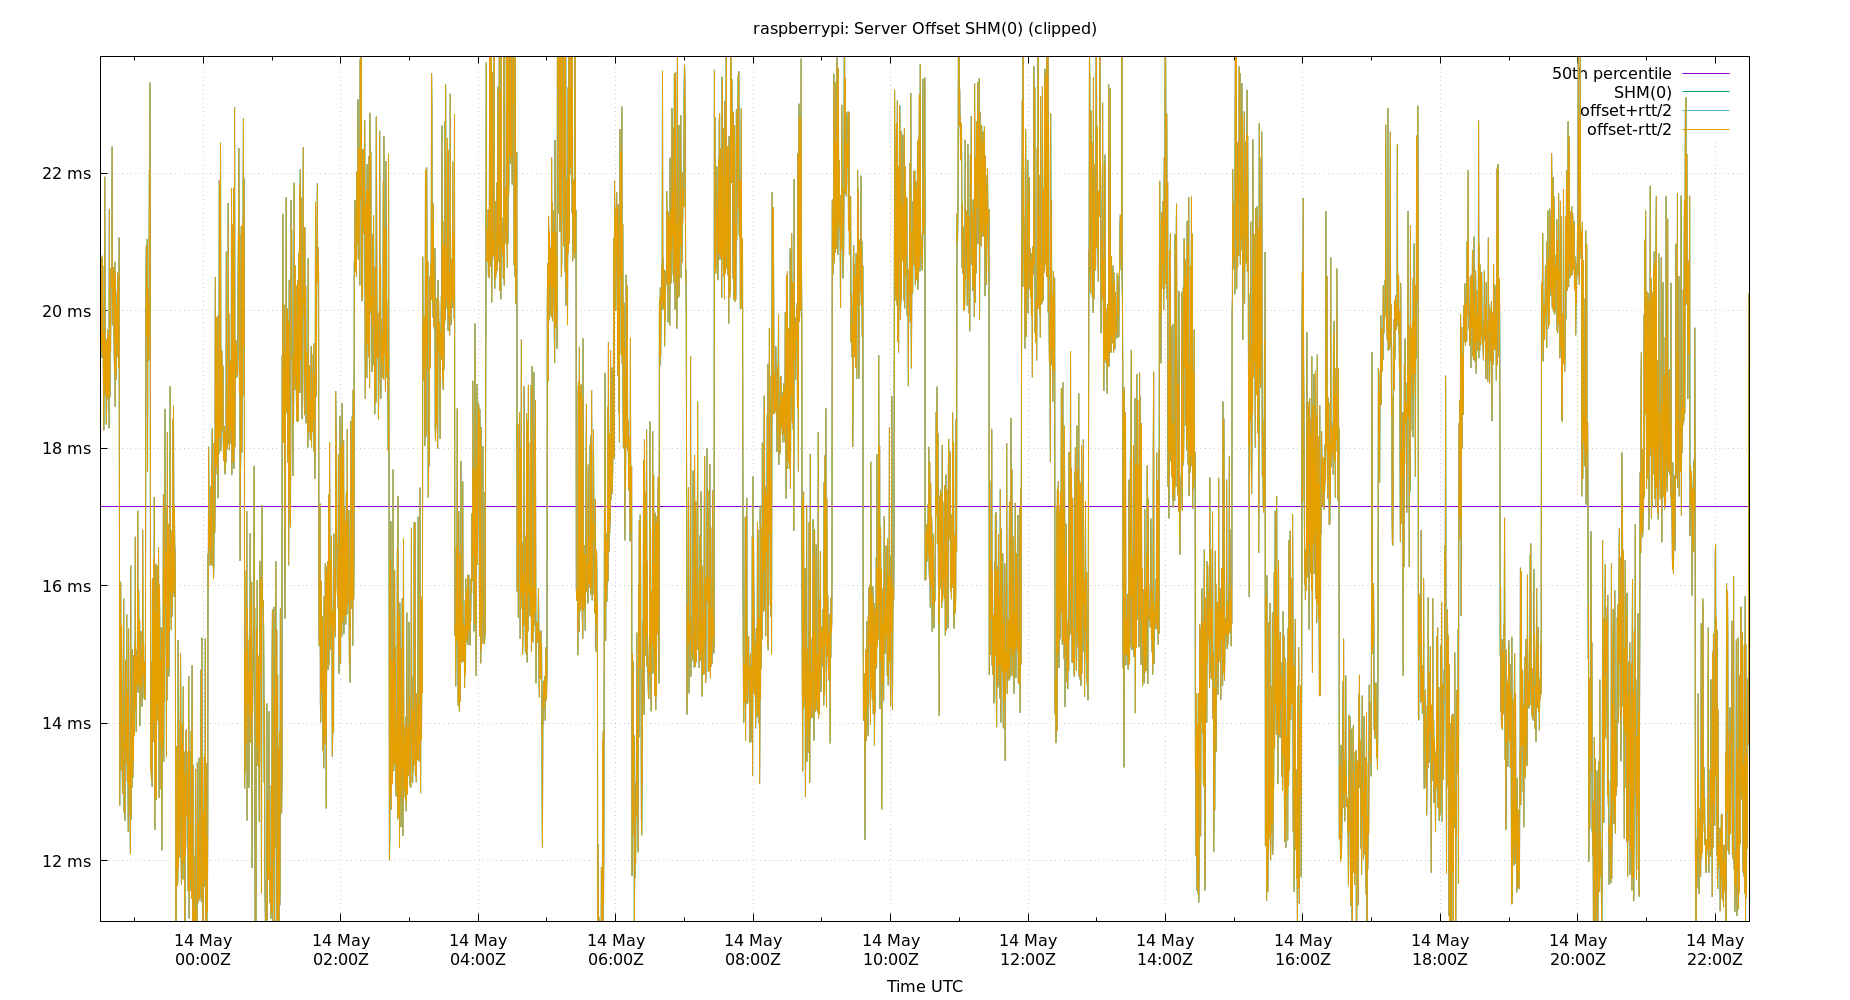 raspberrypi: Server Offset SHM(0) (clipped)
50th percentile
SHM(0)
offset+rtt/2
offset-rtt/2
22 ms
20 ms
18 ms
16 ms
14 ms
12 ms
14 May 14 May 14 May 14 May 14 May 14 May 14 May 14 May 14 May 14 May 14 May 14 May
00:00Z 02:00Z 04:00Z 06:00Z 08:00Z 10:00Z 12:00Z 14:00Z 16:00Z 18:00Z 20:00Z 22:00Z
Time UTC